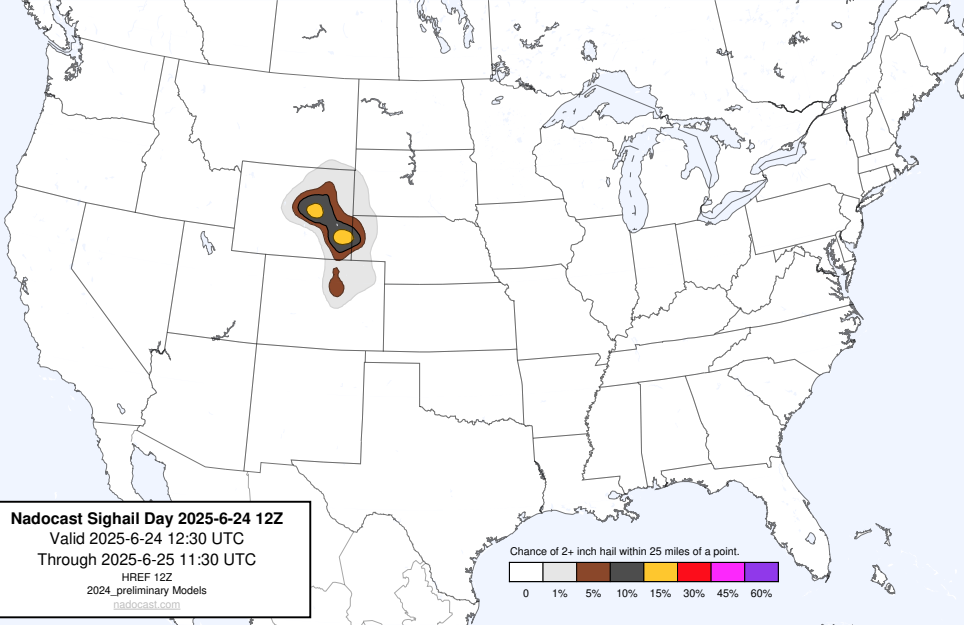 Nadocast Sighail Day 2025-6-24 12Z
Valid 2025-6-24 12:30 UTC
Through 2025-6-25 11:30 UTC
HREF 12Z
2024_preliminary Models
nadocast.com
Chance of 2+ inch hail within 25 miles of a point.
0 1% 5% 10% 15% 30% 45% 60%